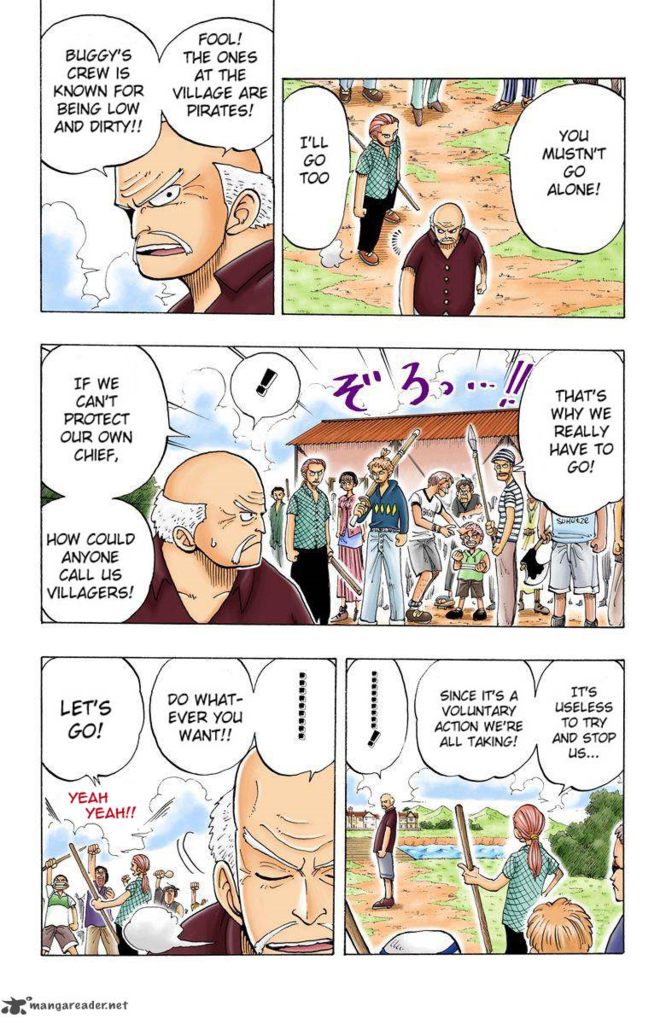 YOU
MUSTN'T
GO
ALONE!
I'LL
GO
TOO
FOOL!
THE ONES
AT THE
VILLAGE ARE
PIRATES!
BUGGY'S
CREW IS
KNOWN FOR
BEING LOW
AND DIRTY!!
THAT'S
WHY WE
REALLY
HAVE TO
GO!
ぞろっ…!!
!
IF WE
CAN'T
PROTECT
OUR OWN
CHIEF,
HOW COULD
ANYONE
CALL US
VILLAGERS!
IT'S
USELESS
TO TRY
AND STOP
US...
SINCE IT'S A
VOLUNTARY
ACTION WE'RE
ALL TAKING!
.........!
.........
DO WHAT-
EVER YOU
WANT!!
LET'S
GO!
YEAH
YEAH!!
mangareader.net